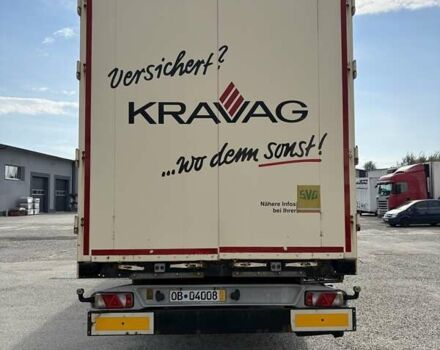 versichert?
KRAVAG
...wo denn sonst!
SVG
Nähere Infos
bei Ihrer
OB·04008